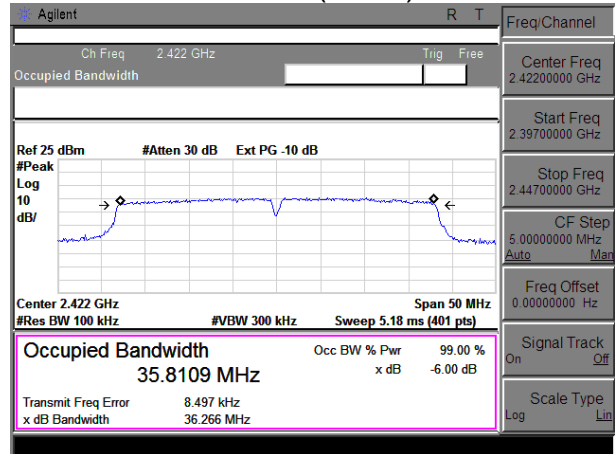 Agilent R T
Freq/Channel
Ch Freq 2.422 GHz Trig Free
Occupied Bandwidth
Center Freq
2.42200000 GHz
Start Freq
2.39700000 GHz
Stop Freq
2.44700000 GHz
CF Step
5.00000000 MHz
Auto Man
Freq Offset
0.00000000 Hz
Signal Track
On Off
Scale Type
Log Lin
Ref 25 dBm #Atten 30 dB Ext PG -10 dB
#Peak
Log
10
dB/
Center 2.422 GHz Span 50 MHz
#Res BW 100 kHz #VBW 300 kHz Sweep 5.18 ms (401 pts)
Occupied Bandwidth Occ BW % Pwr 99.00 %
35.8109 MHz x dB -6.00 dB
Transmit Freq Error 8.497 kHz
x dB Bandwidth 36.266 MHz